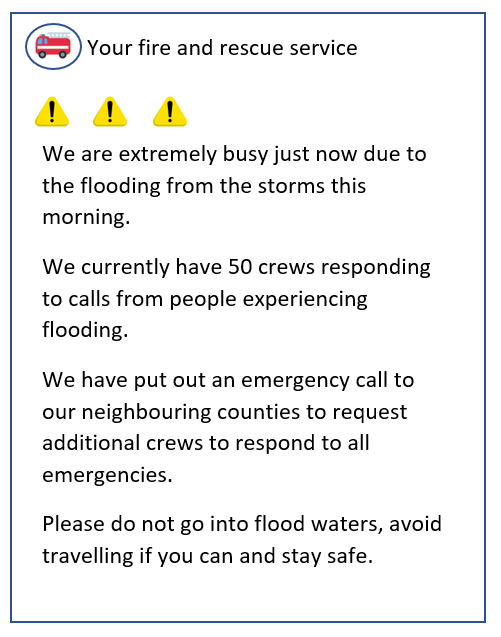 Your fire and rescue service
We are extremely busy just now due to
the flooding from the storms this
morning.
We currently have 50 crews responding
to calls from people experiencing
flooding.
We have put out an emergency call to
our neighbouring counties to request
additional crews to respond to all
emergencies.
Please do not go into flood waters, avoid
travelling if you can and stay safe.